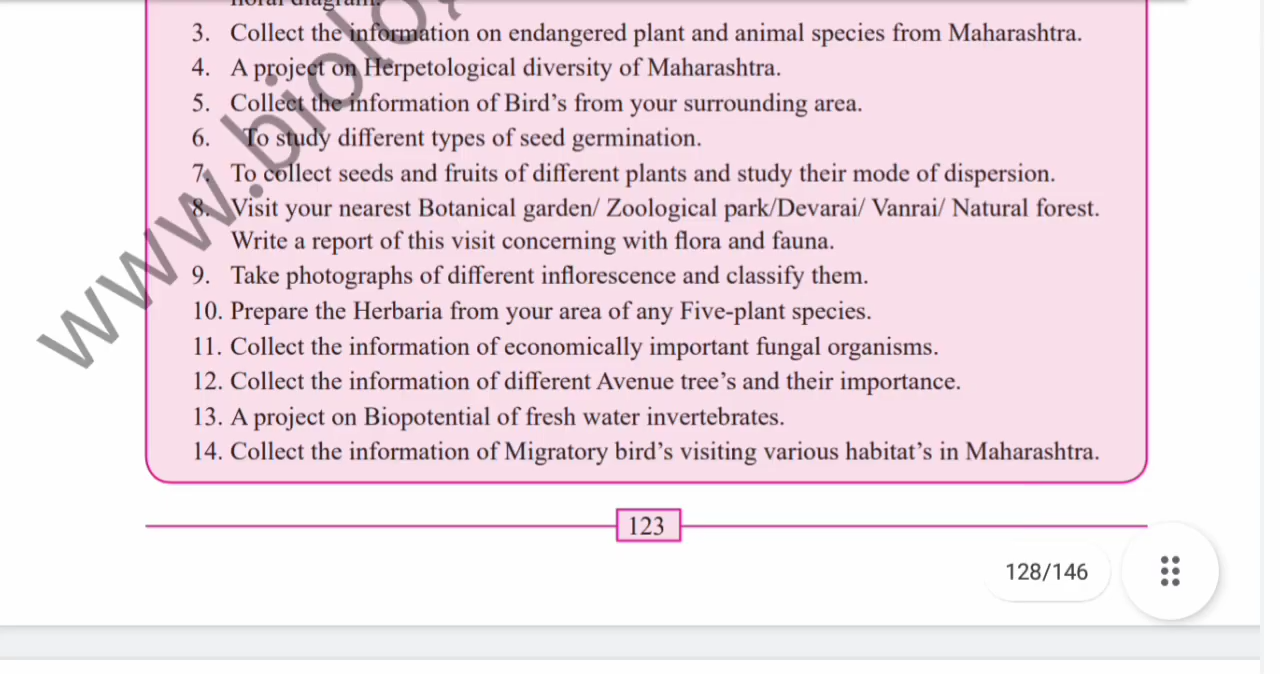 floral diagram.
3. Collect the information on endangered plant and animal species from Maharashtra.
4. A project on Herpetological diversity of Maharashtra.
5. Collect the information of Bird’s from your surrounding area.
6. To study different types of seed germination.
7. To collect seeds and fruits of different plants and study their mode of dispersion.
8. Visit your nearest Botanical garden/ Zoological park/Devarai/ Vanrai/ Natural forest.
Write a report of this visit concerning with flora and fauna.
9. Take photographs of different inflorescence and classify them.
10. Prepare the Herbaria from your area of any Five-plant species.
11. Collect the information of economically important fungal organisms.
12. Collect the information of different Avenue tree’s and their importance.
13. A project on Biopotential of fresh water invertebrates.
14. Collect the information of Migratory bird’s visiting various habitat’s in Maharashtra.
www.biolo
123
128/146